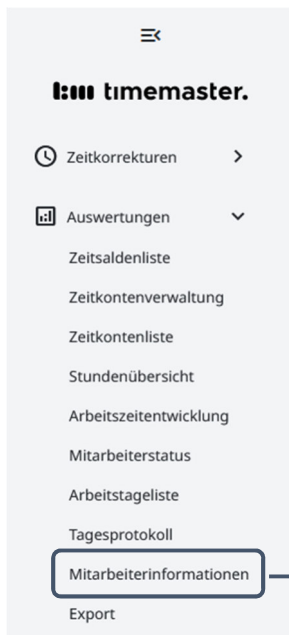 timemaster.
Zeitkorrekturen
Auswertungen
Zeitsaldenliste
Zeitkontenverwaltung
Zeitkontenliste
Stundenübersicht
Arbeitszeitentwicklung
Mitarbeiterstatus
Arbeitstageliste
Tagesprotokoll
Mitarbeiterinformationen
Export